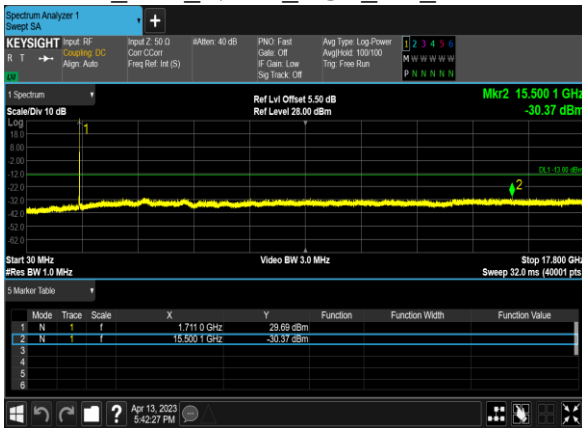 Spectrum Analyzer 1
Swept SA
KEYSIGHT Input: RF Input Z: 50 Ω #Atten: 40 dB PNO: Fast Avg Type: Log-Power 1 2 3 4 5 6
R T Coupling: DC Corr CCorr Gate: Off Avg|Hold: 100/100 M W W W W W
Align: Auto Freq Ref: Int (S) IF Gain: Low Trig: Free Run
Sig Track: Off P N N N N N
1 Spectrum Ref Lvl Offset 5.50 dB Mkr2 15.500 1 GHz
Scale/Div 10 dB Ref Level 28.00 dBm -30.37 dBm
Log
18.0
8.00
-2.00
-12.0
-22.0
-32.0
-42.0
-52.0
-62.0
1
DL1 -13.00 dBm
2
Start 30 MHz Video BW 3.0 MHz Stop 17.800 GHz
#Res BW 1.0 MHz Sweep 32.0 ms (40001 pts)
5 Marker Table
Mode Trace Scale X Y Function Function Width Function Value
1 N 1 f 1.711 0 GHz 29.69 dBm
2 N 1 f 15.500 1 GHz -30.37 dBm
3
4
5
6
? Apr 13, 2023
5:42:27 PM